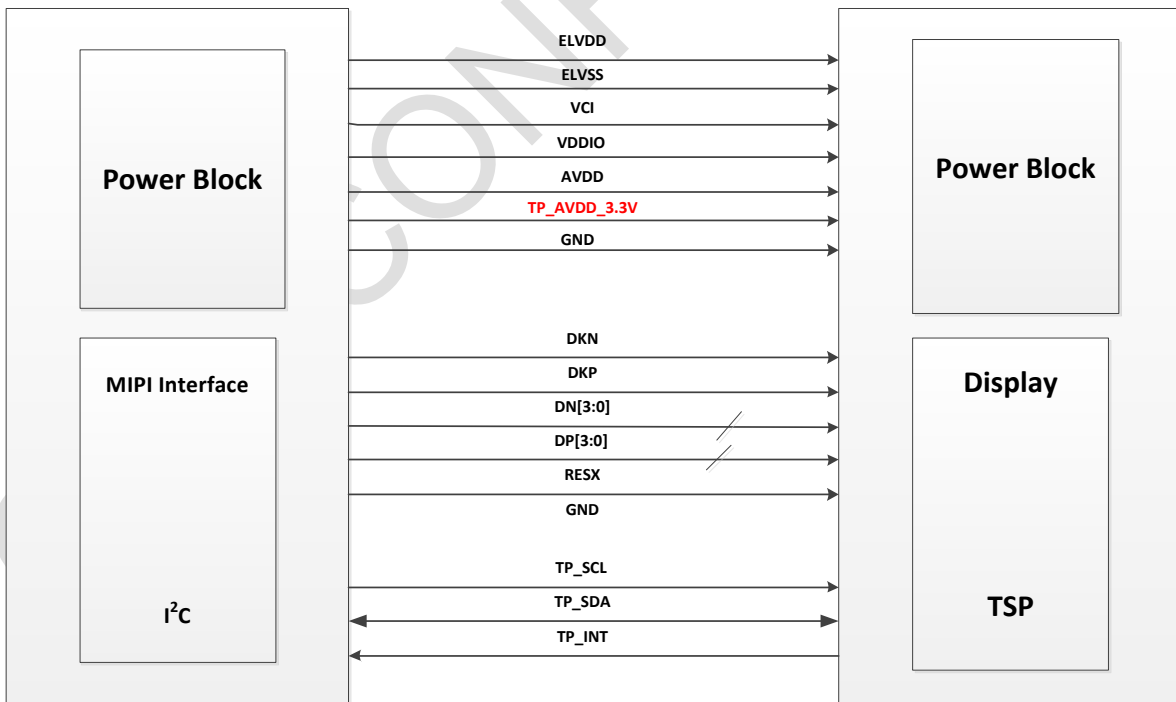 ELVDD
ELVSS
VCI
VDDIO
AVDD
TP_AVDD_3.3V
GND
Power Block
Power Block
DKN
DKP
DN[3:0]
DP[3:0]
RESX
GND
MIPI Interface
Display
TP_SCL
TP_SDA
TP_INT
I²C
TSP
CONF